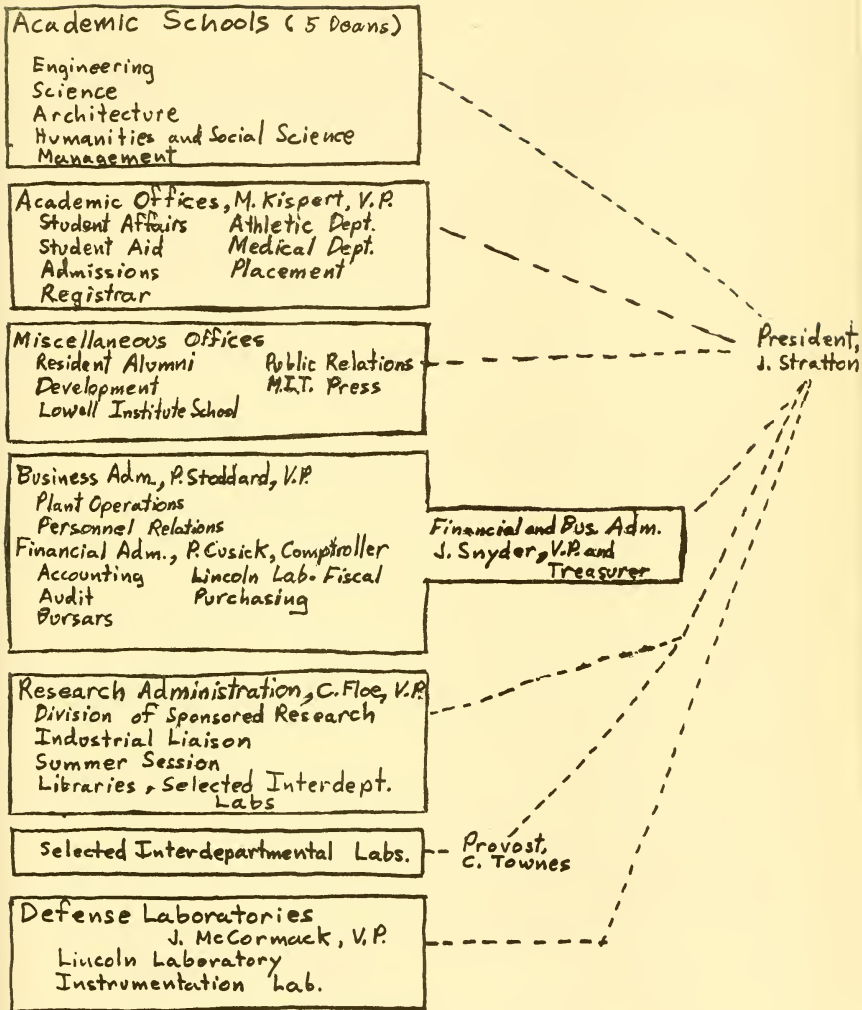 Academic Schools (5 Deans)
Engineering
Science
Architecture
Humanities and Social Science
Management
Academic Offices, M. Kispert, V.P.
Student Affairs Athletic Dept.
Student Aid Medical Dept.
Admissions Placement
Registrar
Miscellaneous Offices
Resident Alumni Public Relations
Development M.I.T. Press
Lowell Institute School
President,
J. Stratton
Business Adm., P. Stoddard, V.P.
Plant Operations
Personnel Relations
Financial Adm., P. Cusick, Comptroller
Accounting Lincoln Lab. Fiscal
Audit Purchasing
Bursars
Financial and Bus. Adm.
J. Snyder, V.P. and
Treasurer
Research Administration, C. Floe, V.P.
Division of Sponsored Research
Industrial Liaison
Summer Session
Libraries, Selected Interdept.
Labs
Selected Interdepartmental Labs.
Provost,
C. Townes
Defense Laboratories
J. McCormack, V.P.
Lincoln Laboratory
Instrumentation Lab.